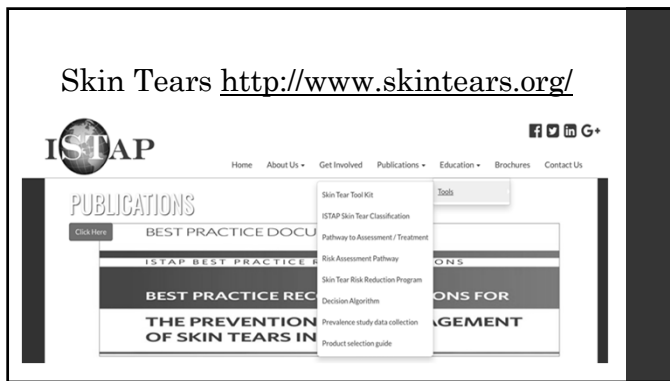 Skin Tears http://www.skintears.org/
ISTAP
Home About Us Get Involved Publications Education Brochures Contact Us
PUBLICATIONS
Click Here
Tools
Skin Tear Tool Kit
ISTAP Skin Tear Classification
Pathway to Assessment / Treatment
Risk Assessment Pathway
Skin Tear Risk Reduction Program
Decision Algorithm
Prevalence study data collection
Product selection guide
BEST PRACTICE DOCU
ISTAP BEST PRACTICE R
BEST PRACTICE REC ONS FOR
THE PREVENTION GEMENT
OF SKIN TEARS IN